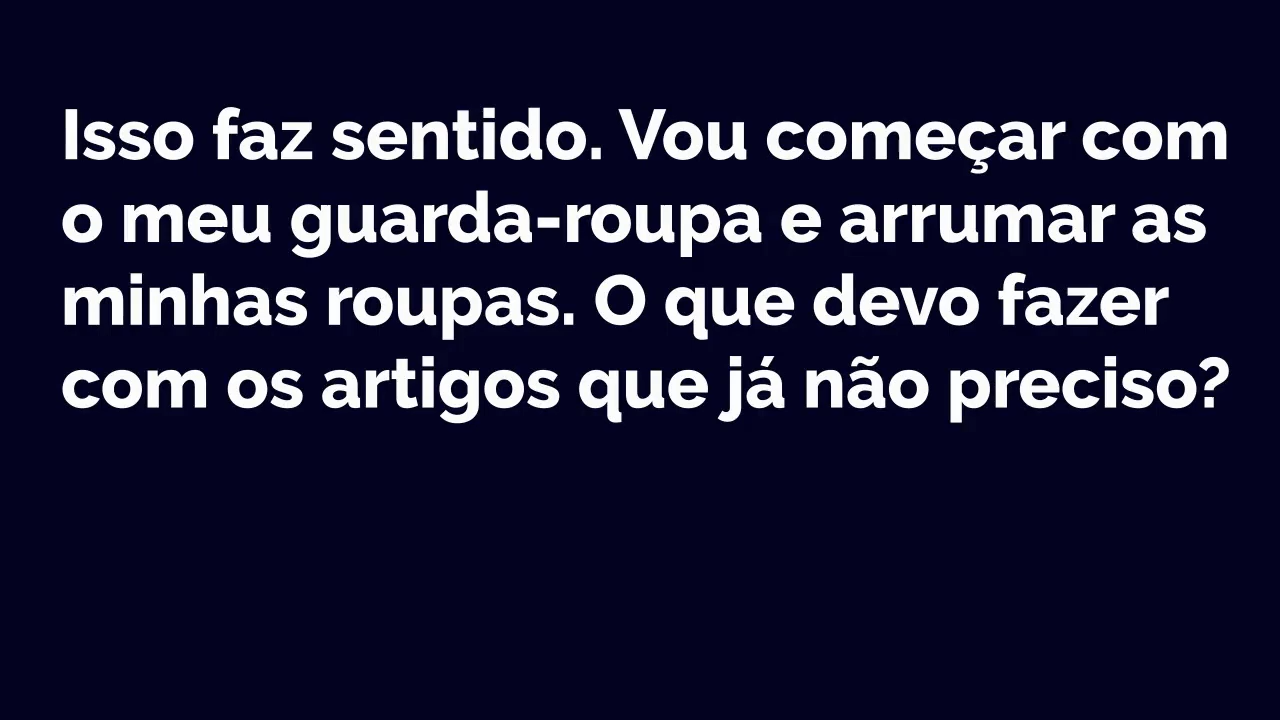 Isso faz sentido. Vou começar com
o meu guarda-roupa e arrumar as
minhas roupas. O que devo fazer
com os artigos que já não preciso?